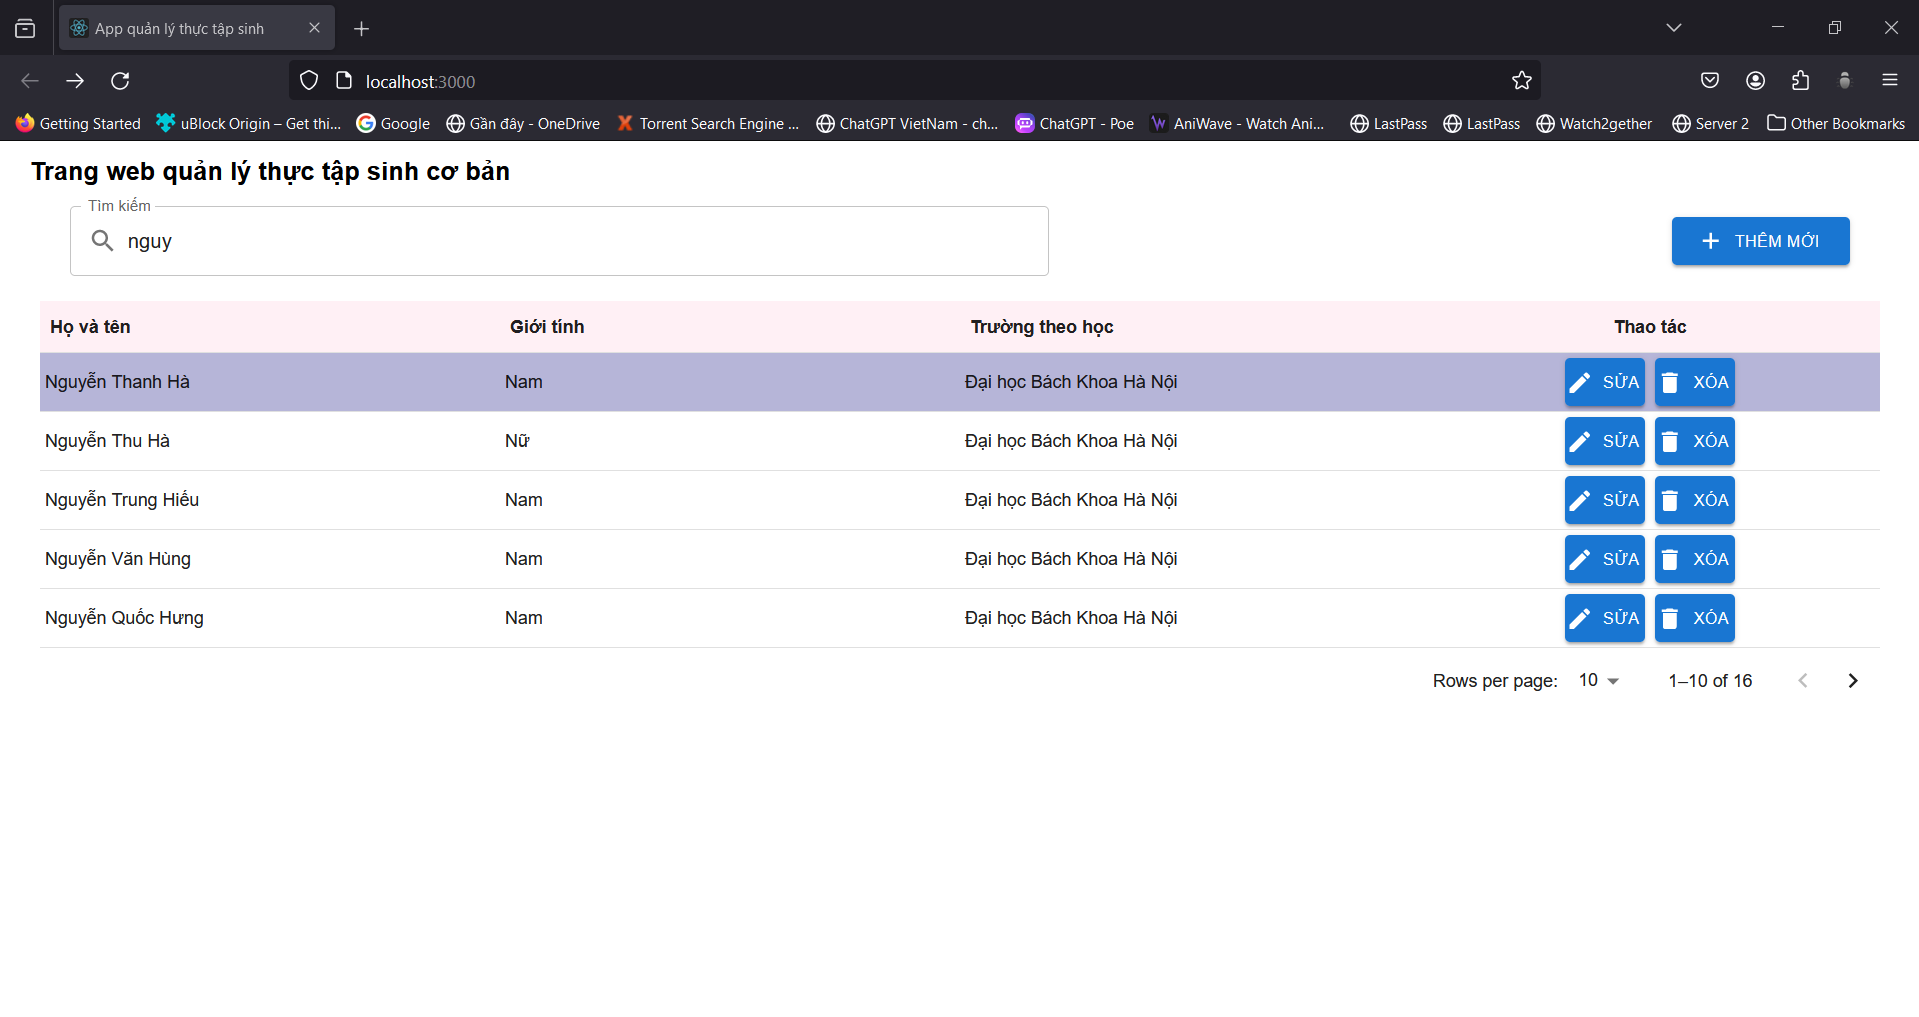 App quản lý thực tập sinh
localhost:3000
Getting Started uBlock Origin – Get thi... Google Gần đây - OneDrive Torrent Search Engine ... ChatGPT VietNam - ch... ChatGPT - Poe AniWave - Watch Ani... LastPass LastPass Watch2gether Server 2 Other Bookmarks
Trang web quản lý thực tập sinh cơ bản
Tìm kiếm
nguy
THÊM MỚI
Họ và tên Giới tính Trường theo học Thao tác
Nguyễn Thanh Hà Nam Đại học Bách Khoa Hà Nội SỬA XÓA
Nguyễn Thu Hà Nữ Đại học Bách Khoa Hà Nội SỬA XÓA
Nguyễn Trung Hiếu Nam Đại học Bách Khoa Hà Nội SỬA XÓA
Nguyễn Văn Hùng Nam Đại học Bách Khoa Hà Nội SỬA XÓA
Nguyễn Quốc Hưng Nam Đại học Bách Khoa Hà Nội SỬA XÓA
Rows per page: 10 1–10 of 16